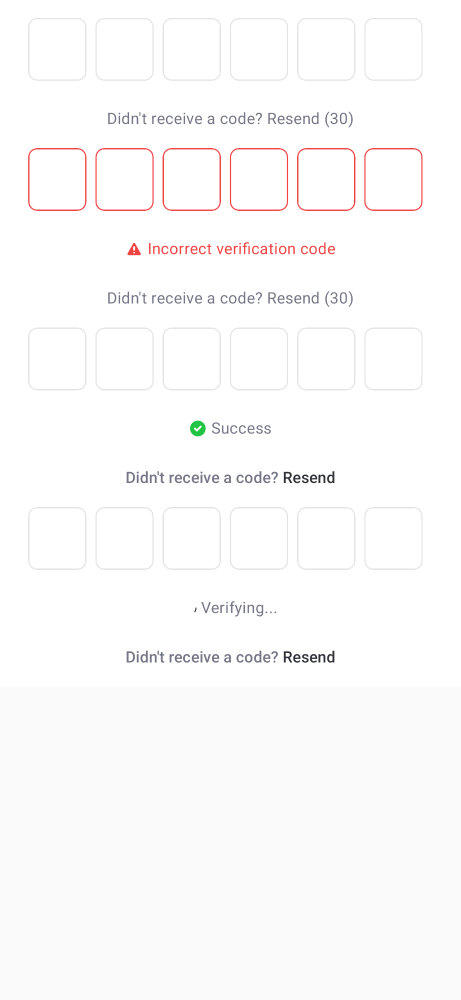 Didn't receive a code? Resend (30)
Incorrect verification code
Didn't receive a code? Resend (30)
Success
Didn't receive a code? Resend
Verifying...
Didn't receive a code? Resend